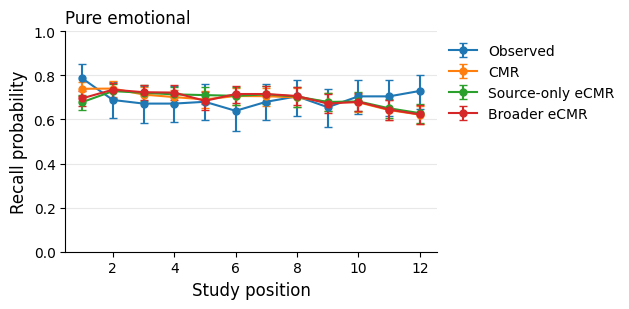 Pure emotional
Recall probability
1.0
0.8
0.6
0.4
0.2
0.0
2 4 6 8 10 12
Study position
Observed
CMR
Source-only eCMR
Broader eCMR